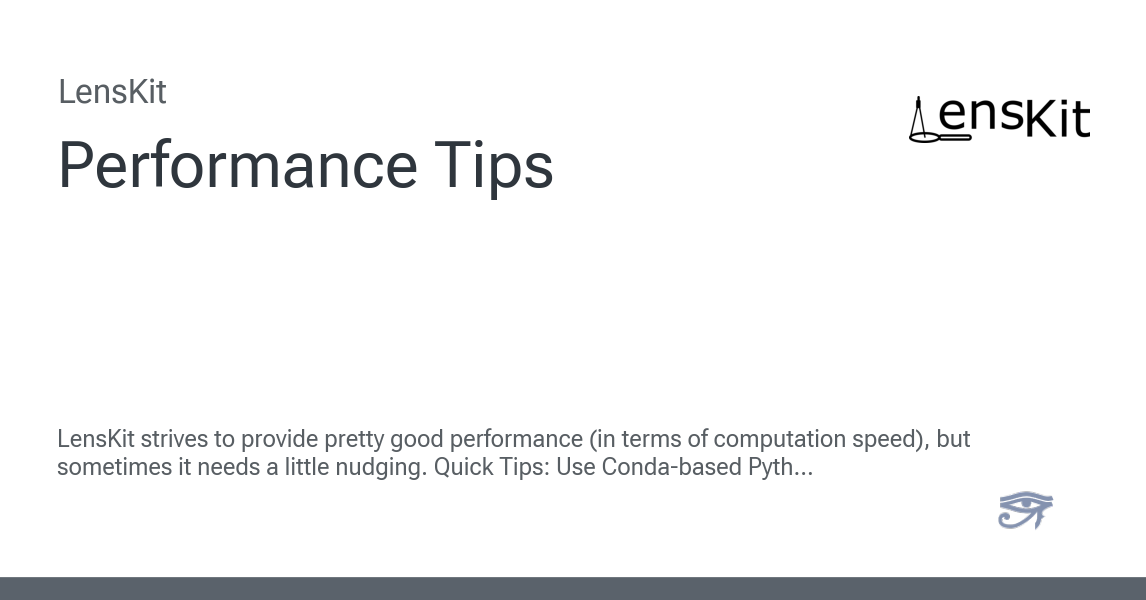 LensKit
LensKit
Performance Tips
LensKit strives to provide pretty good performance (in terms of computation speed), but
sometimes it needs a little nudging. Quick Tips: Use Conda-based Pyth...